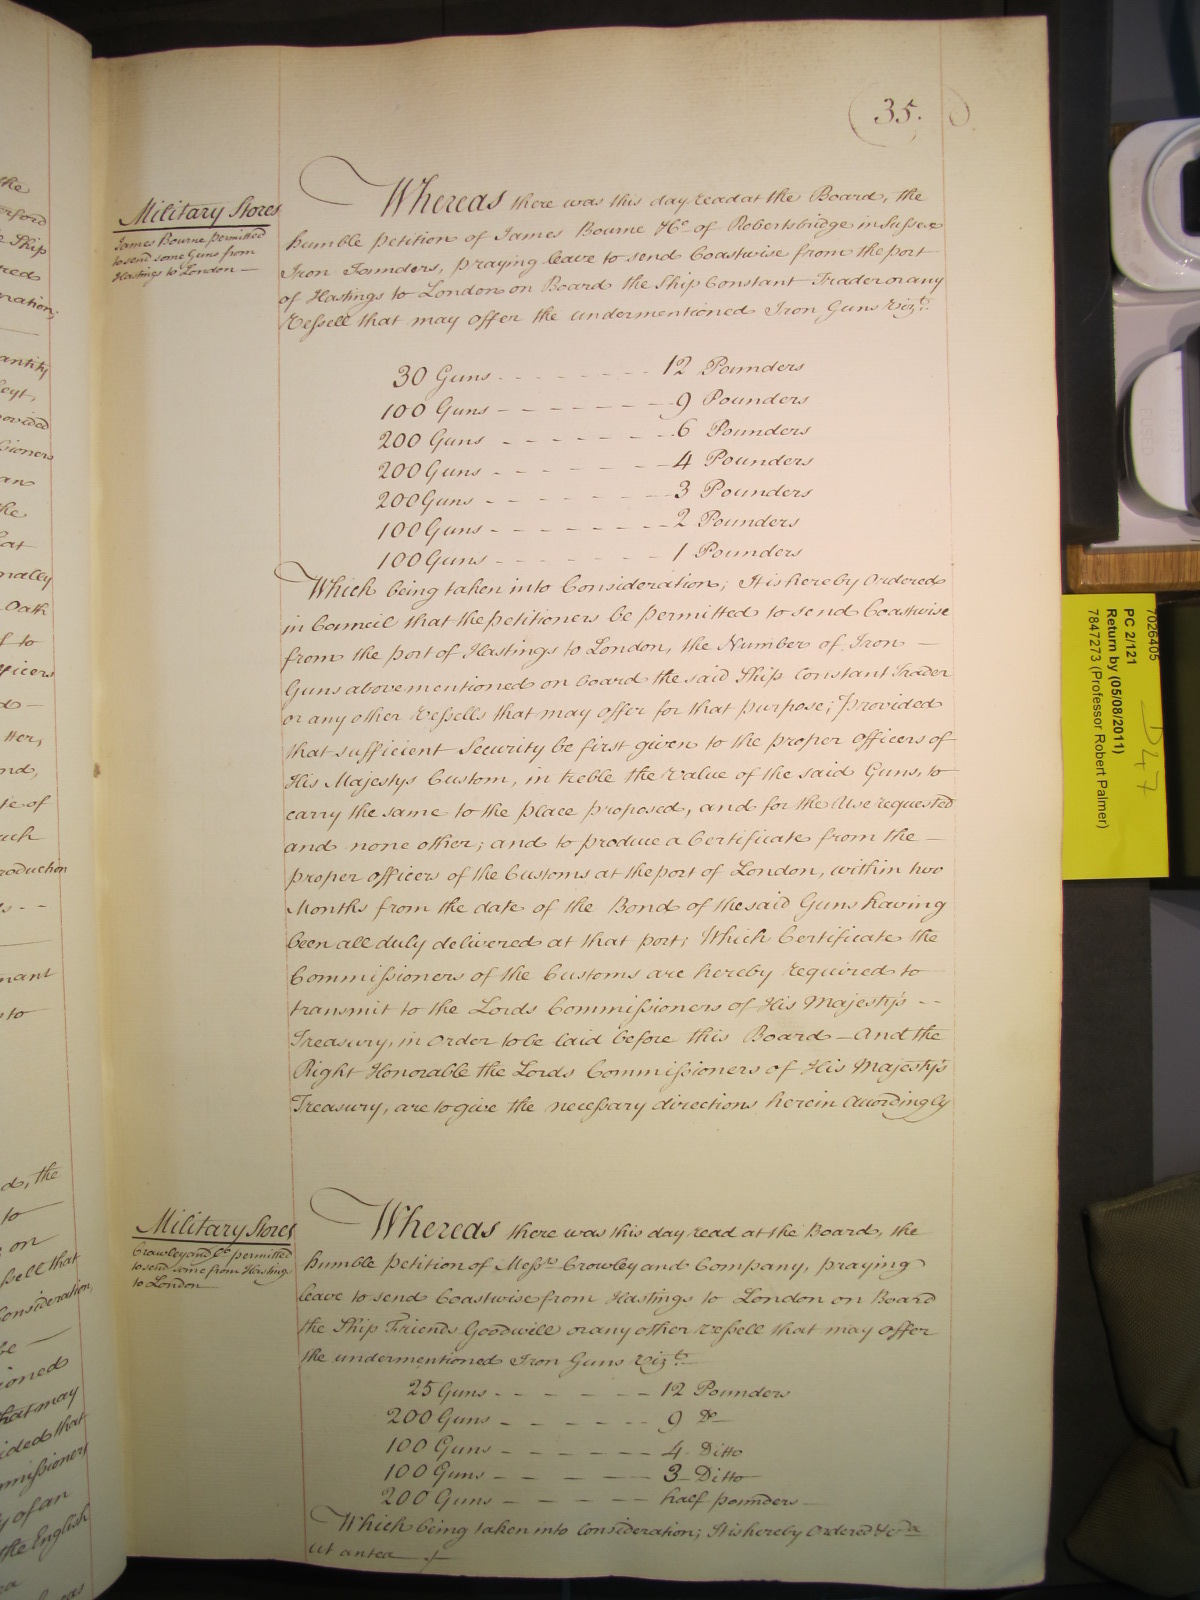 35.
Military Stores
James Bourne permitted
to send some Guns from
Hastings to London —
Whereas there was this day read at the Board, the
humble petition of James Bourne &c. of Robertsbridge in Sussex
Iron Founders, praying leave to send Coastwise from the port
of Hastings to London on Board the Ship Constant Trader or any
Vessell that may offer the undermentioned Iron Guns Vizt.
30 Guns - - - - - - - 12 Pounders
100 Guns - - - - - - - 9 Pounders
200 Guns - - - - - - - 6 Pounders
200 Guns - - - - - - - 4 Pounders
200 Guns - - - - - - - 3 Pounders
100 Guns - - - - - - - 2 Pounders
100 Guns - - - - - - - 1 Pounders
Which being taken into Consideration; It is hereby Ordered
in Council that the petitioners be permitted to send Coastwise
from the port of Hastings to London, the Number of Iron —
Guns abovementioned on board the said Ship Constant Trader
or any other Vessells that may offer for that purpose; Provided
that sufficient Security be first given to the proper officers of
His Majestys Custom, in treble the Value of the said Guns, to
carry the same to the place proposed, and for the Use requested
and none other; and to produce a Certificate from the —
proper officers of the Customs at the port of London, within two
Months from the date of the Bond of the said Guns having
been all duly delivered at that port; Which Certificate the
Commissioners of the Customs are hereby required to
transmit to the Lords Commissioners of His Majesty's - -
Treasury, in Order to be laid before this Board — And the
Right Honorable the Lords Commissioners of His Majesty's
Treasury, are to give the necessary directions herein Accordingly
Military Stores
Crawley and Co permitted
to send some from Hastings
to London
Whereas there was this day read at the Board, the
humble Petition of Messrs. Crowley and Company, praying
leave to send Coastwise from Hastings to London on Board
the Ship Friends Goodwill or any other Vessell that may offer
the undermentioned Iron Guns Vizt.
25 Guns - - - - - - 12 Pounders
200 Guns - - - - - - 9 Do
100 Guns - - - - - - 4 Ditto
100 Guns - - - - - - 3 Ditto
200 Guns - - - - - - half pounders
Which being taken into Consideration; It is hereby Ordered &c
ut antea
7026405
PC 2/121
Return by (05/08/2011)
7847273 (Professor Robert Palmer)
D47